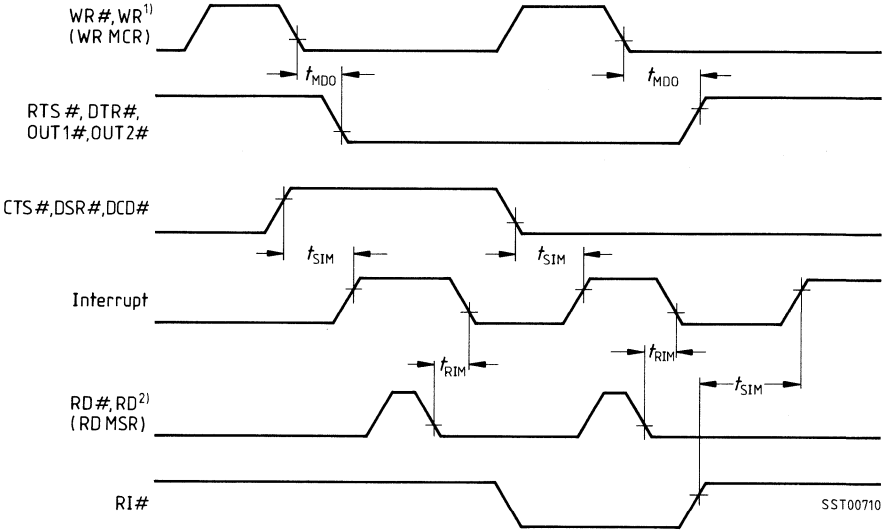 WR#, WR1)
(WR MCR)
tMDO
tMDO
RTS #, DTR#,
OUT1#, OUT2#
CTS#, DSR#, DCD#
tSIM
tSIM
Interrupt
tRIM
tRIM
tSIM
RD#, RD2)
(RD MSR)
RI#
SST00710